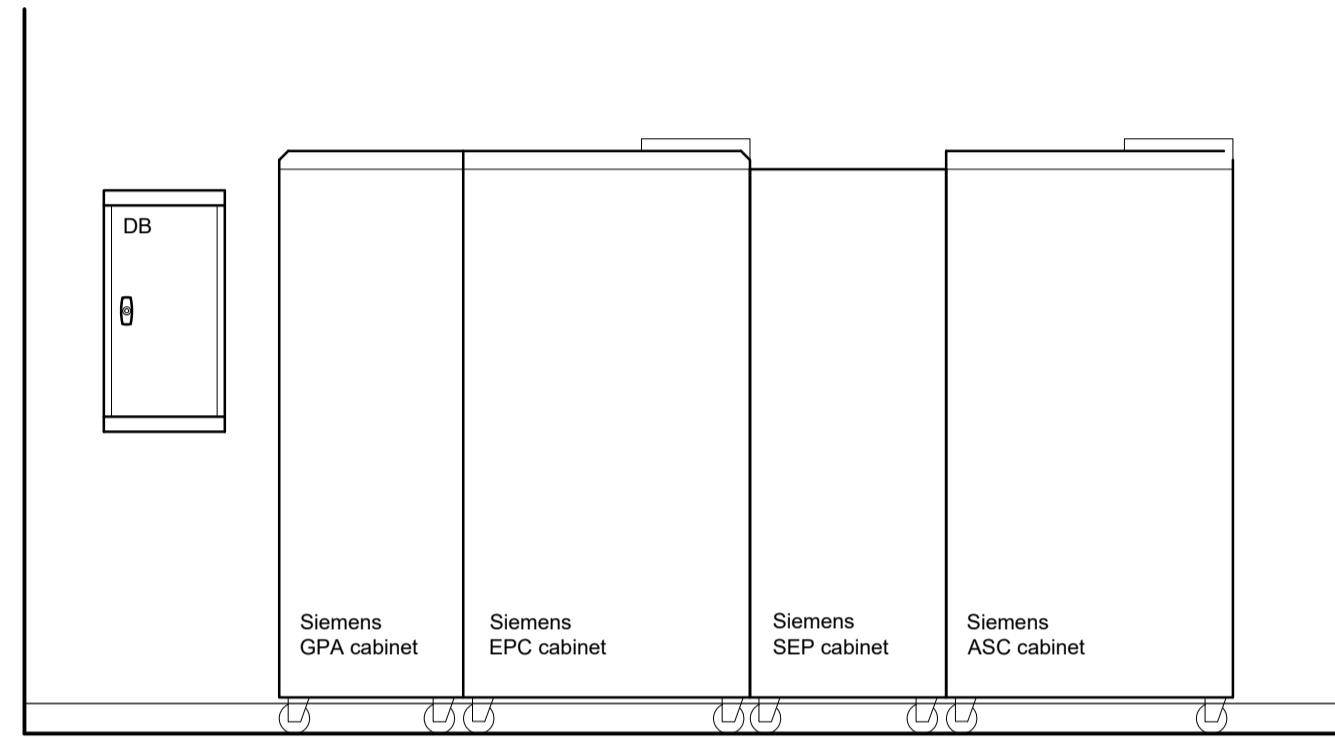 DB
Siemens
GPA cabinet
Siemens
EPC cabinet
Siemens
SEP cabinet
Siemens
ASC cabinet